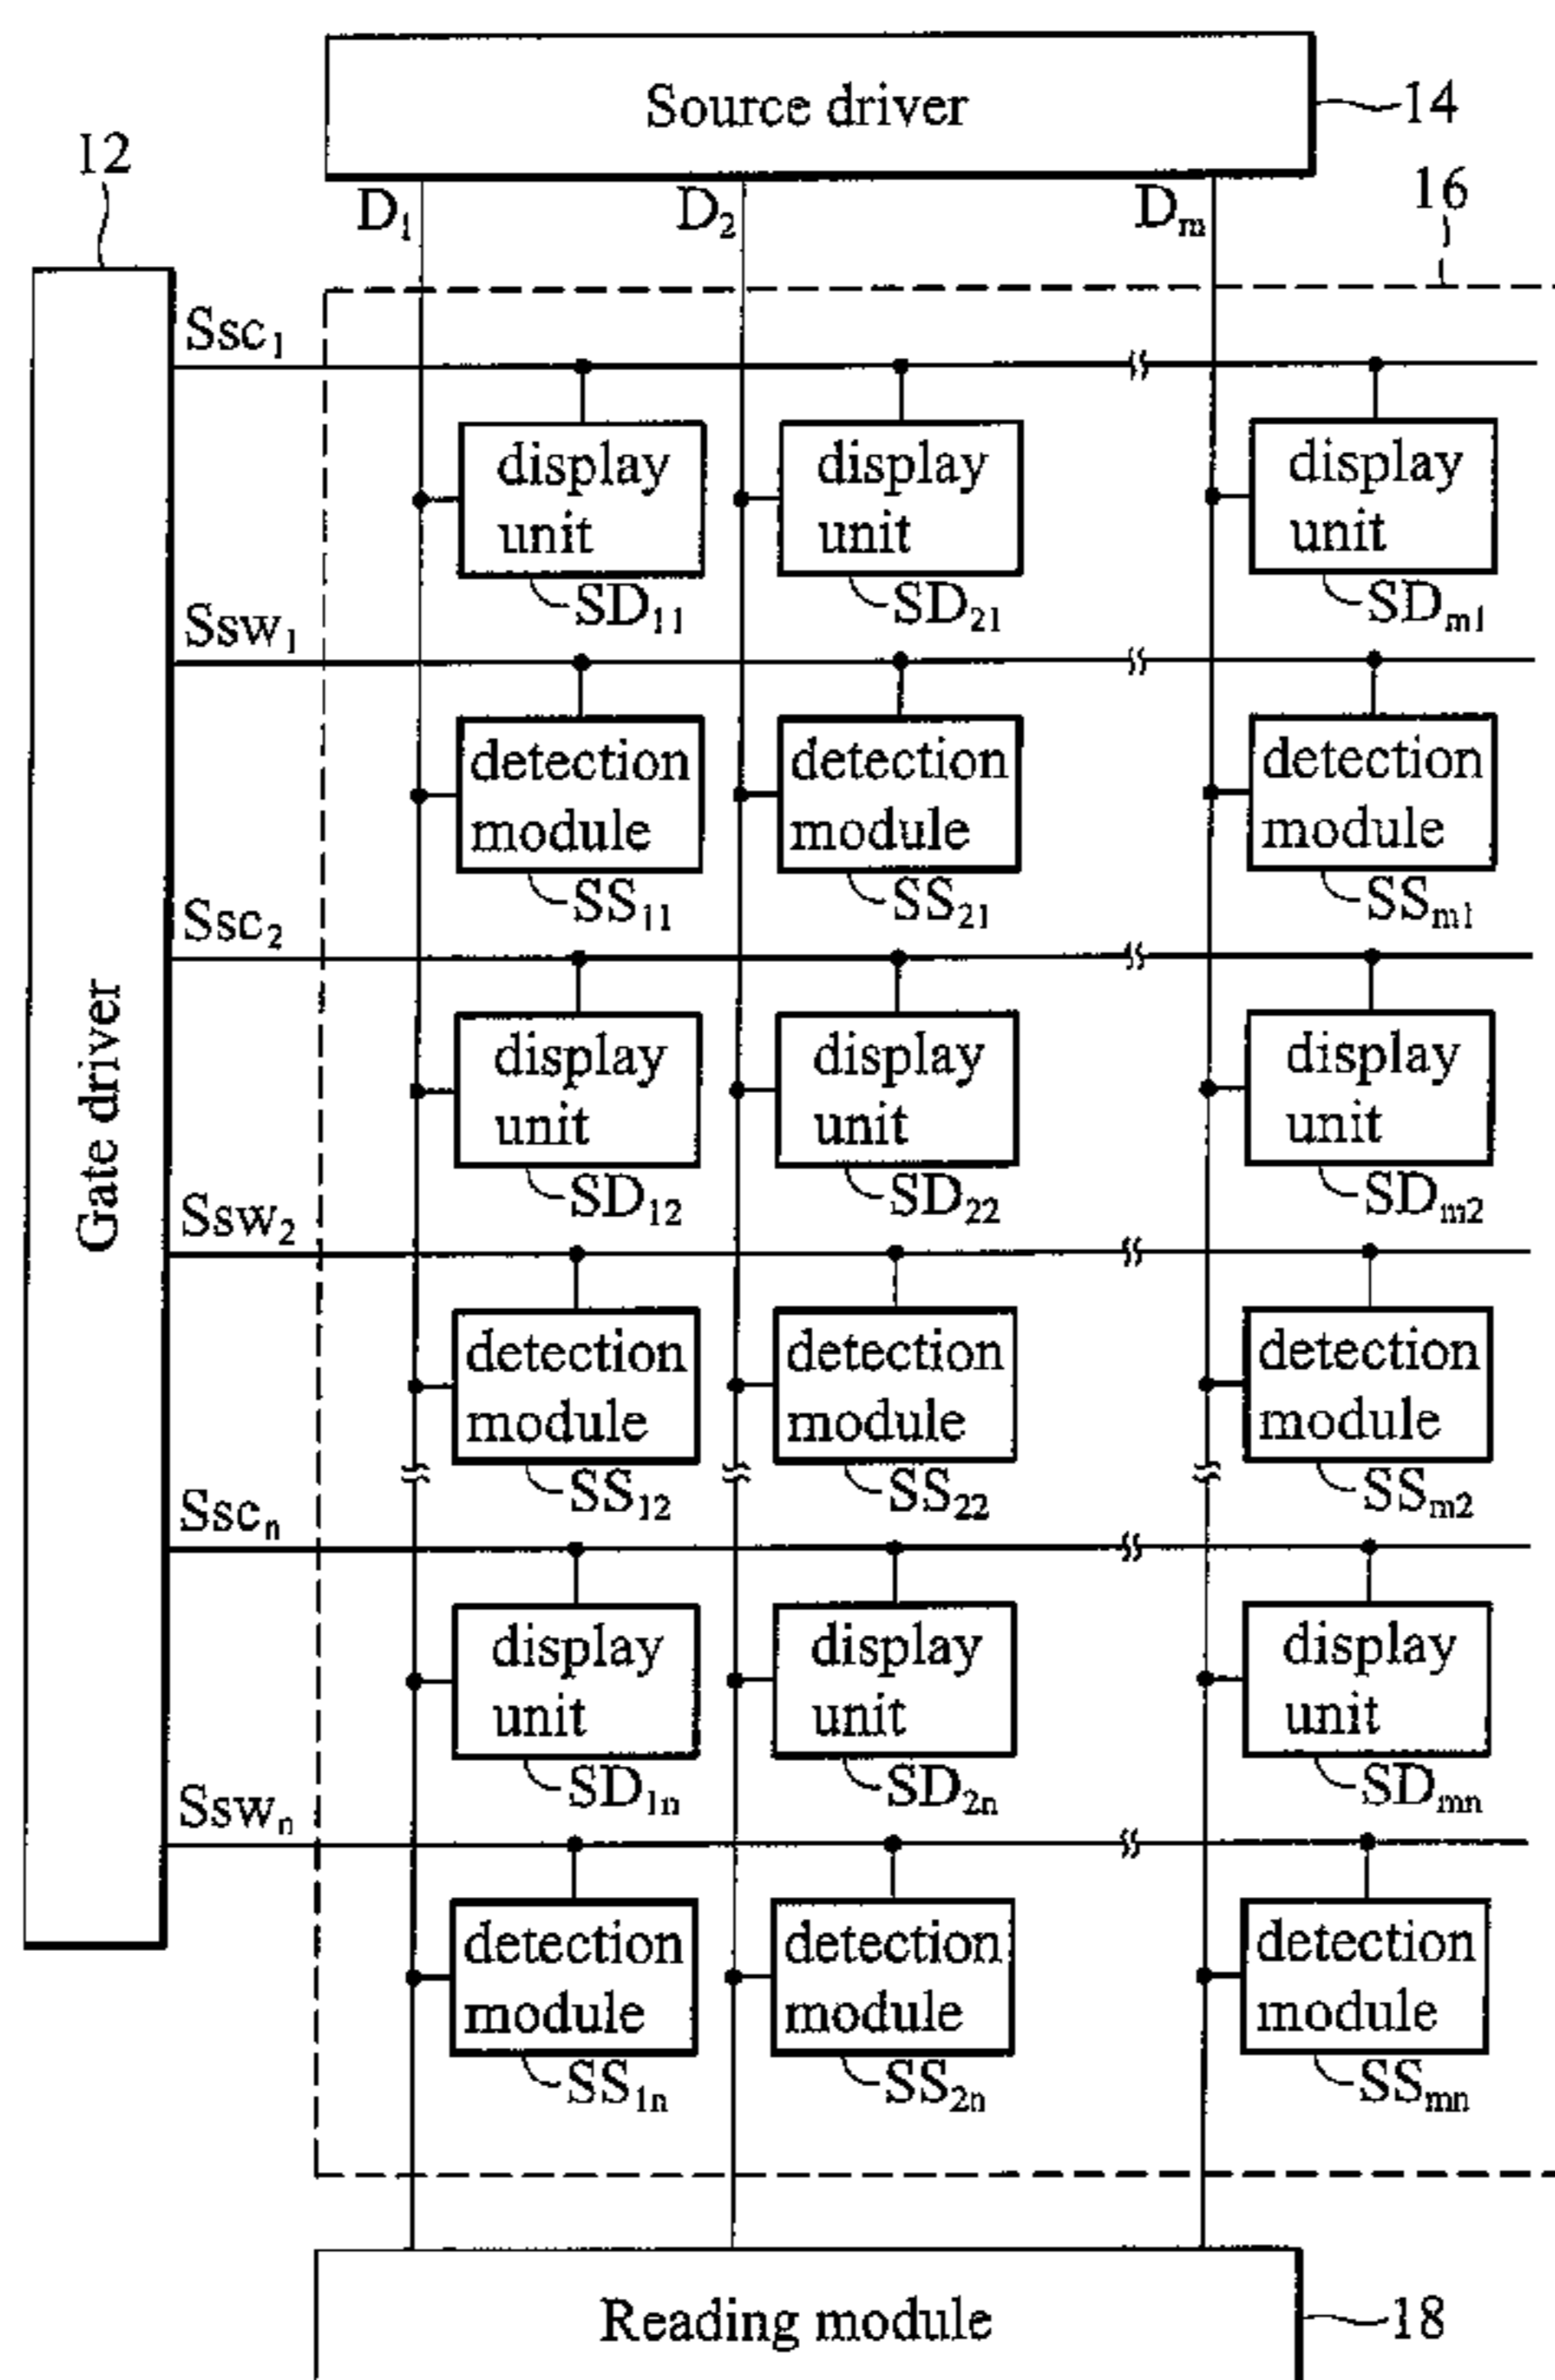 Source driver
14
12
16
D1
D2
Dm
Ssc1
display unit
display unit
display unit
SD11
SD21
SDm1
Ssw1
detection module
detection module
detection module
SS11
SS21
SSm1
Ssc2
display unit
display unit
display unit
SD12
SD22
SDm2
Gate driver
Ssw2
detection module
detection module
detection module
SS12
SS22
SSm2
Sscn
display unit
display unit
display unit
SD1n
SD2n
SDmn
Sswn
detection module
detection module
detection module
SS1n
SS2n
SSmn
Reading module
18